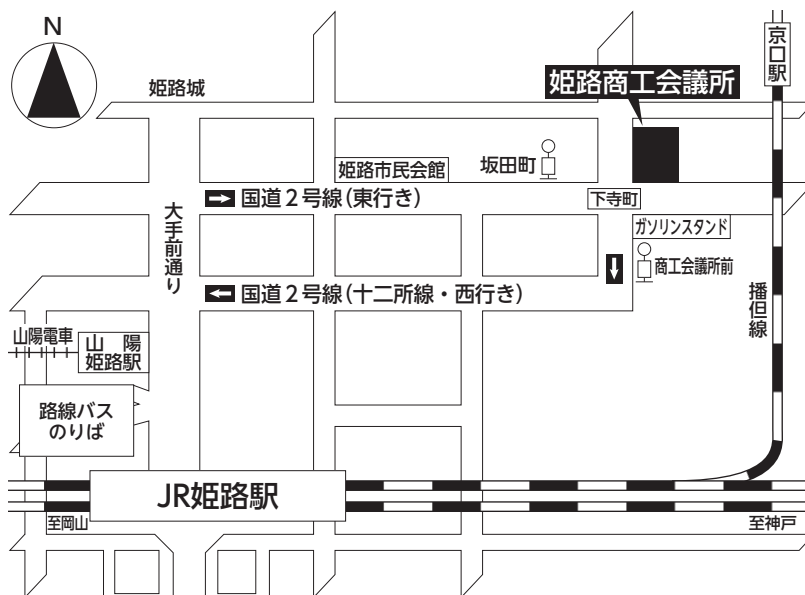 N
京口駅
姫路城
姫路商工会議所
姫路市民会館
坂田町
国道2号線(東行き)
下寺町
大手前通り
ガソリンスタンド
商工会議所前
国道2号線(十二所線・西行き)
播但線
山陽電車
山陽
姫路駅
路線バス
のりば
JR姫路駅
至岡山
至神戸